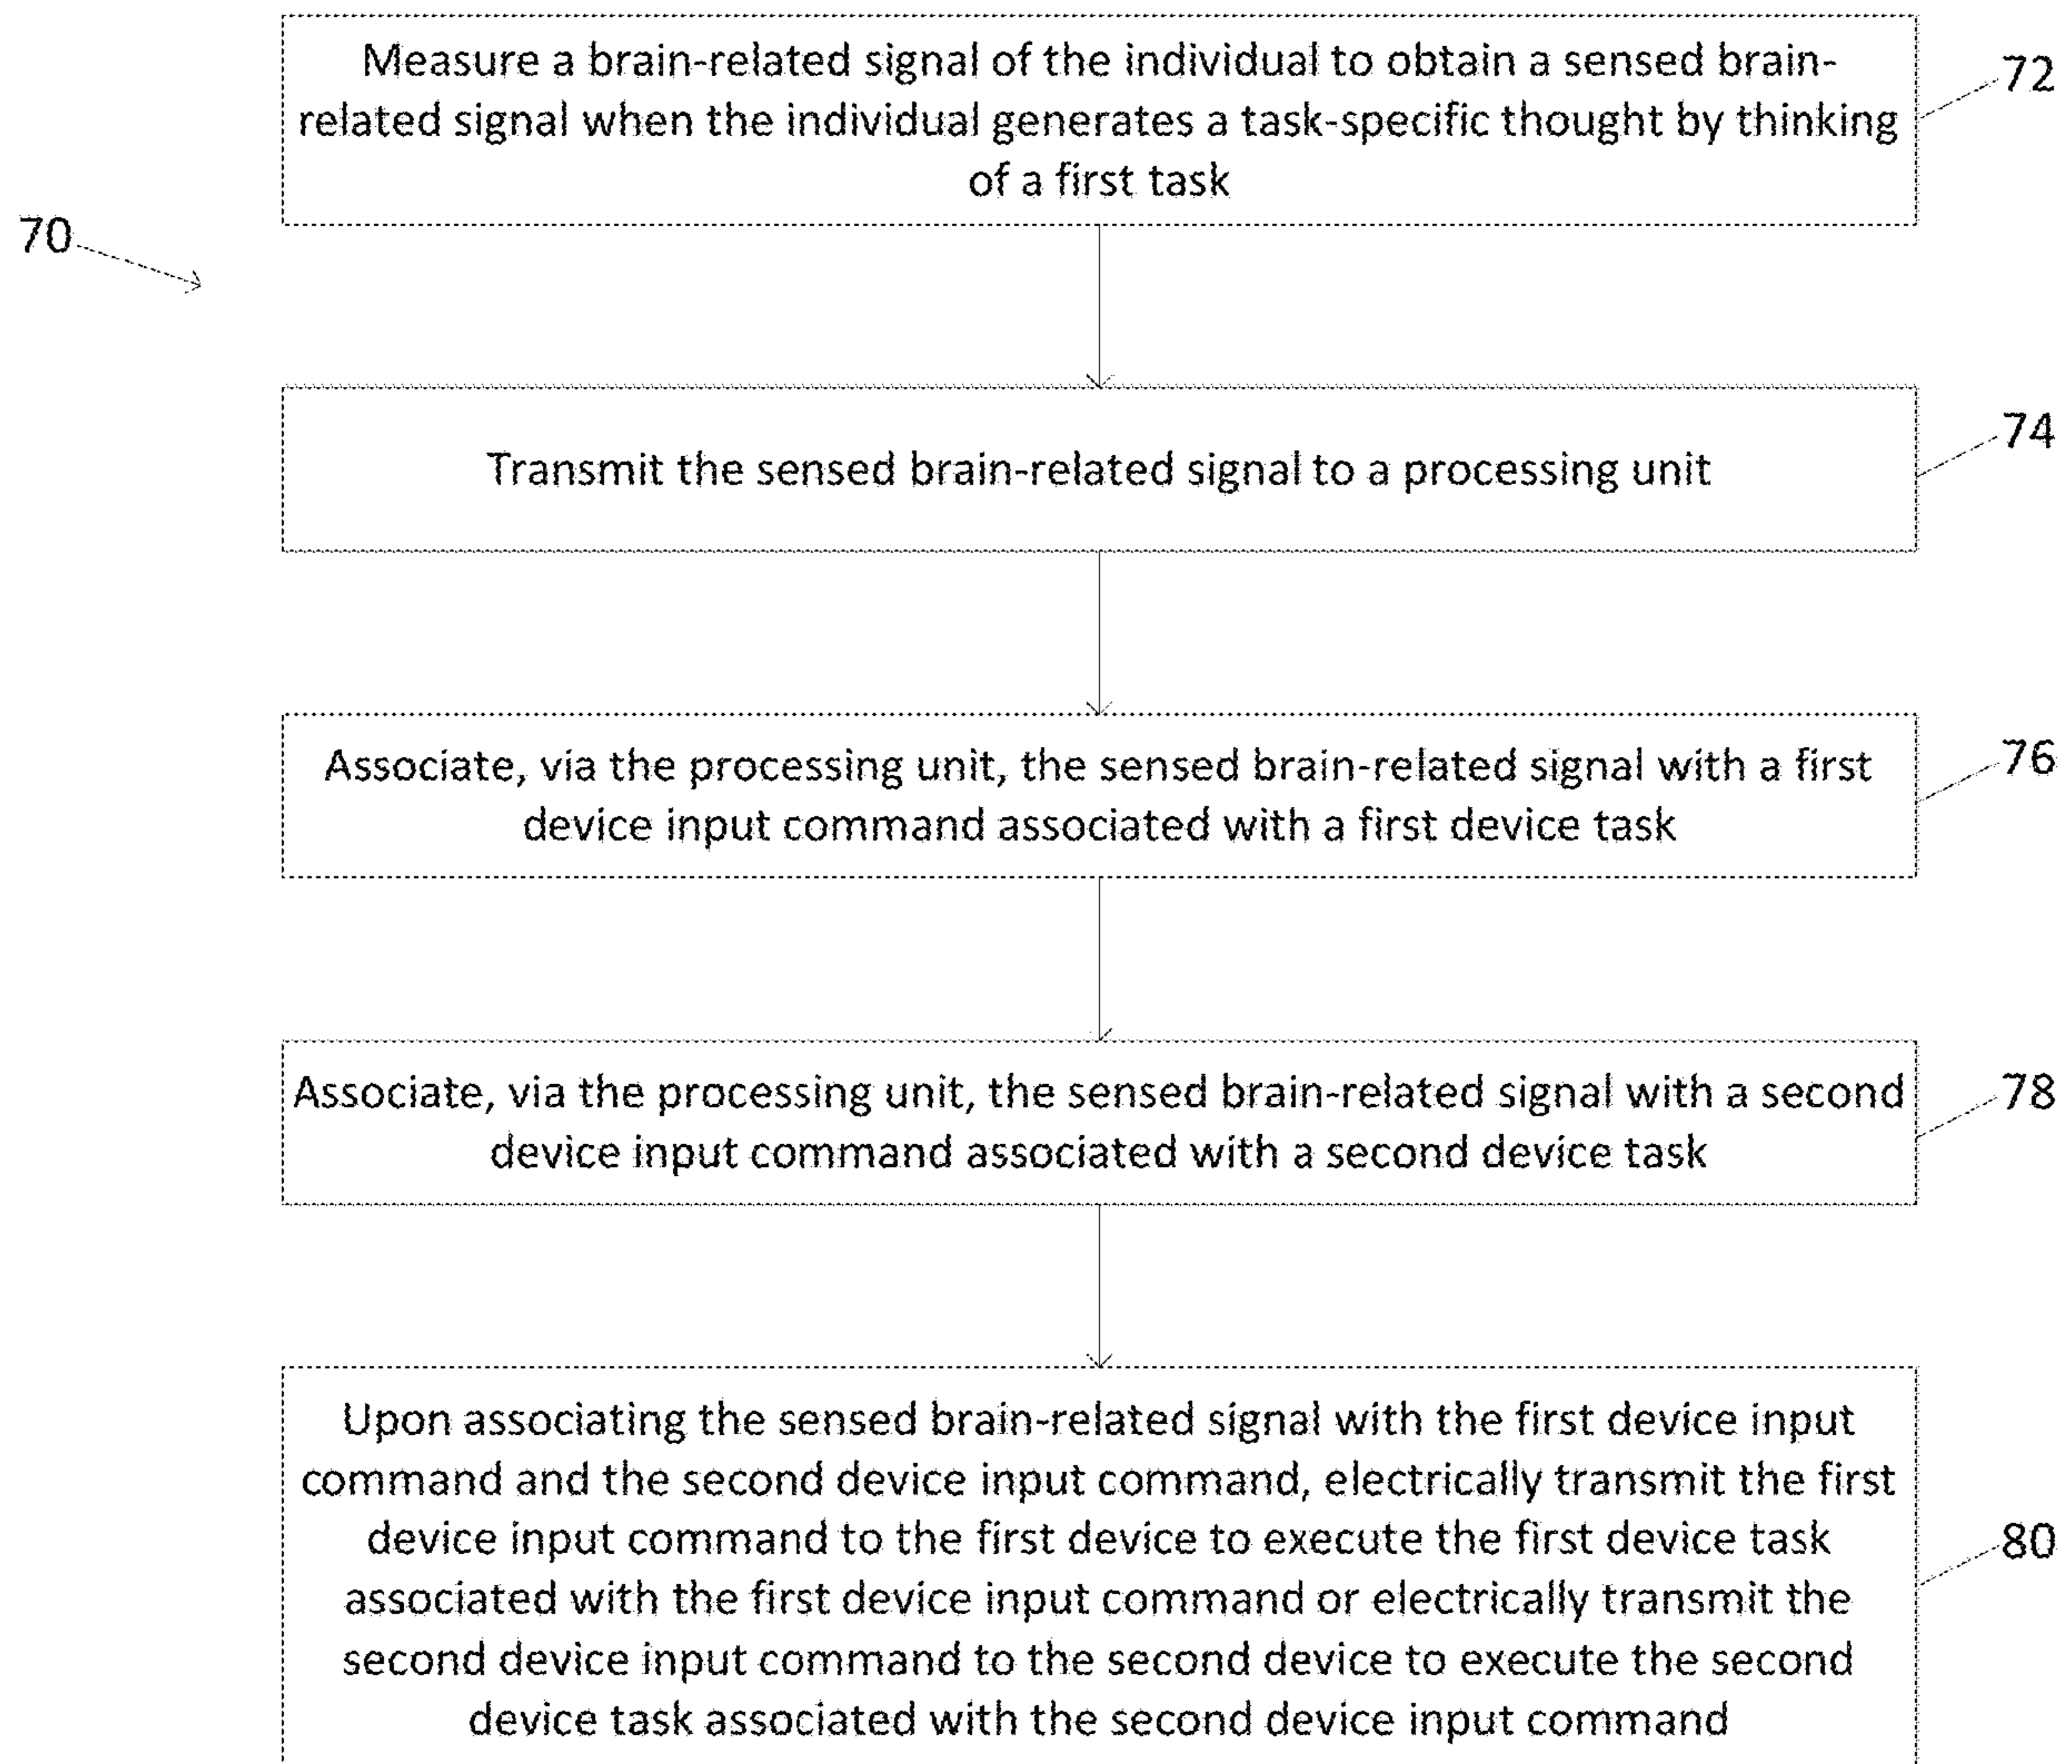 Measure a brain-related signal of the individual to obtain a sensed brain-
related signal when the individual generates a task-specific thought by thinking
of a first task
72
70
Transmit the sensed brain-related signal to a processing unit
74
Associate, via the processing unit, the sensed brain-related signal with a first
device input command associated with a first device task
76
Associate, via the processing unit, the sensed brain-related signal with a second
device input command associated with a second device task
78
Upon associating the sensed brain-related signal with the first device input
command and the second device input command, electrically transmit the first
device input command to the first device to execute the first device task
associated with the first device input command or electrically transmit the
second device input command to the second device to execute the second
device task associated with the second device input command
80